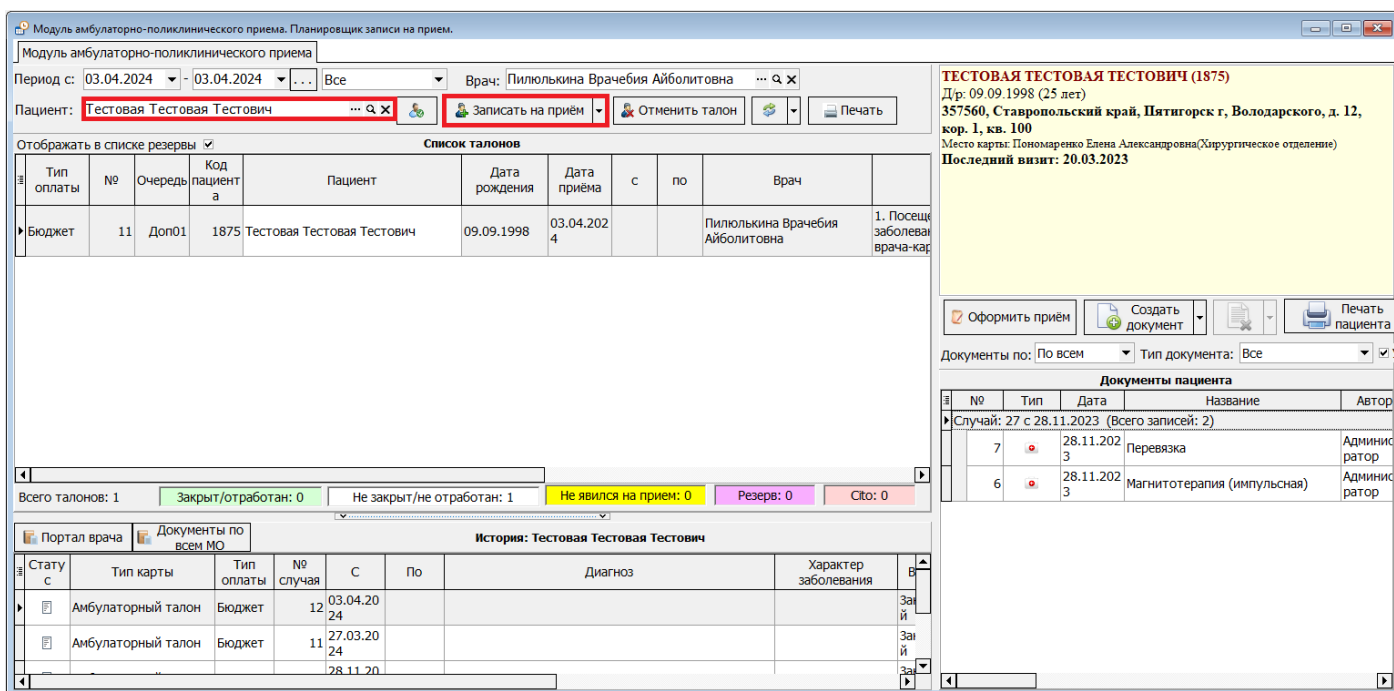 Модуль амбулаторно-поликлинического приема. Планировщик записи на прием.
Модуль амбулаторно-поликлинического приема
Период с: 03.04.2024 - 03.04.2024 ... Все Врач: Пилюлькина Врачебия Айболитовна ...
Пациент: Тестовая Тестовая Тестович ... Записать на приём Отменить талон Печать
Отображать в списке резервы Список талонов
Тип оплаты № Очередь Код пациента Пациент Дата рождения Дата приёма с по Врач
Бюджет 11 Доп01 1875 Тестовая Тестовая Тестович 09.09.1998 03.04.2024 Пилюлькина Врачебия Айболитовна 1. Посеще заболеван врача-кар
Всего талонов: 1 Закрыт/отработан: 0 Не закрыт/не отработан: 1 Не явился на прием: 0 Резерв: 0 Cito: 0
Портал врача Документы по всем МО История: Тестовая Тестовая Тестович
Статус Тип карты Тип оплаты № случая С По Диагноз Характер заболевания В
Амбулаторный талон Бюджет 12 03.04.2024 Зак й
Амбулаторный талон Бюджет 11 27.03.2024 Зак й
28.11.20
ТЕСТОВАЯ ТЕСТОВАЯ ТЕСТОВИЧ (1875)
Д/р: 09.09.1998 (25 лет)
357560, Ставропольский край, Пятигорск г, Володарского, д. 12,
кор. 1, кв. 100
Место карты: Пономаренко Елена Александровна(Хирургическое отделение)
Последний визит: 20.03.2023
Оформить приём Создать документ Печать пациента
Документы по: По всем Тип документа: Все
Документы пациента
№ Тип Дата Название Автор
Случай: 27 с 28.11.2023 (Всего записей: 2)
7 28.11.2023 Перевязка Администратор
6 28.11.2023 Магнитотерапия (импульсная) Администратор